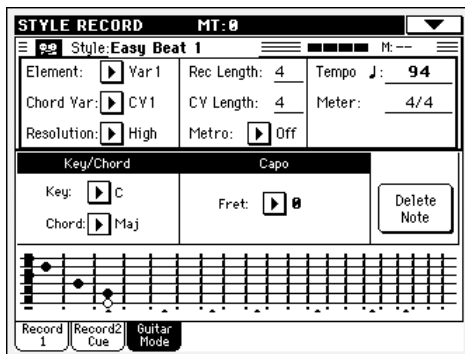 STYLE RECORD MT:0
Style:Easy Beat 1 M: --
Element: Var1 Rec Length: 4 Tempo ♩: 94
Chord Var: CV1 CV Length: 4 Meter: 4/4
Resolution: High Metro: Off
Key/Chord Capo
Key: C
Fret: 0
Chord: Maj
Delete
Note
Record
1
Record2
Cue
Guitar
Mode